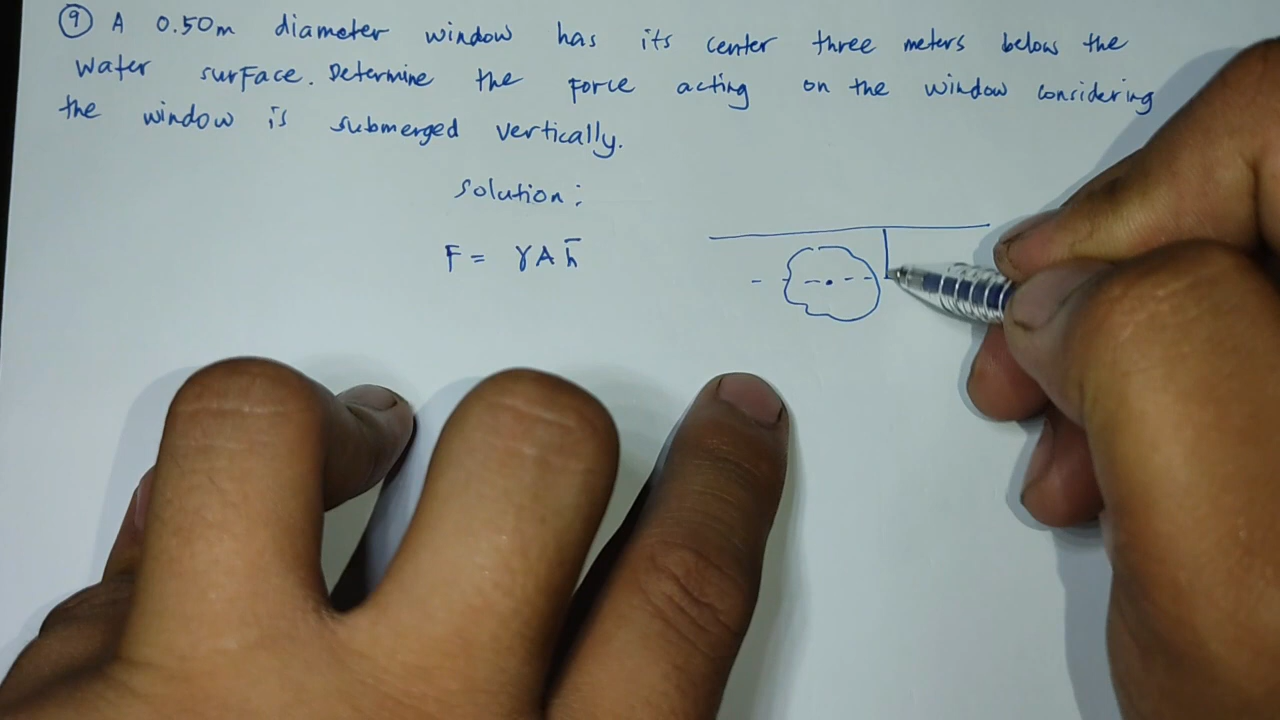 9 A 0.50m diameter window has its center three meters below the
water surface. Determine the force acting on the window considering
the window is submerged vertically.
Solution:
F = γAh̄